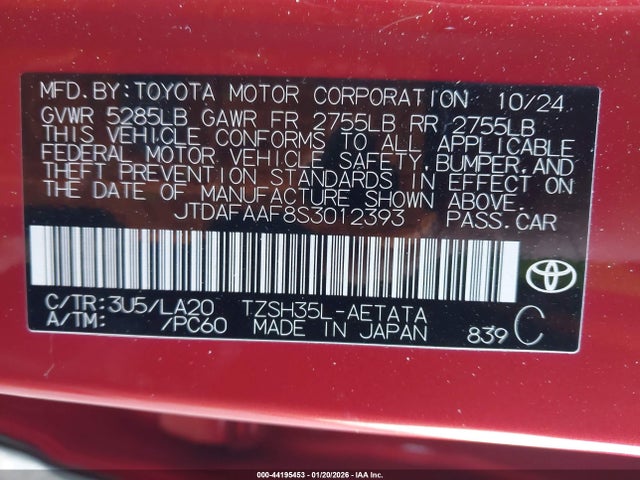 MFD.BY:TOYOTA MOTOR CORPORATION 10/24
GVWR 5285LB GAWR FR 2755LB RR 2755LB
THIS VEHICLE CONFORMS TO ALL APPLICABLE
FEDERAL MOTOR VEHICLE SAFETY, BUMPER, AND
THEFT PREVENTION STANDARDS IN EFFECT ON
THE DATE OF MANUFACTURE SHOWN ABOVE.
JTDAFAAF8S3012393 PASS.CAR
TOYOTA
C/TR:3U5/LA20 TZSH35L-AETATA
A/TM: /PC60 MADE IN JAPAN 839 C
000-44195453 - 01/20/2026 - IAA Inc.